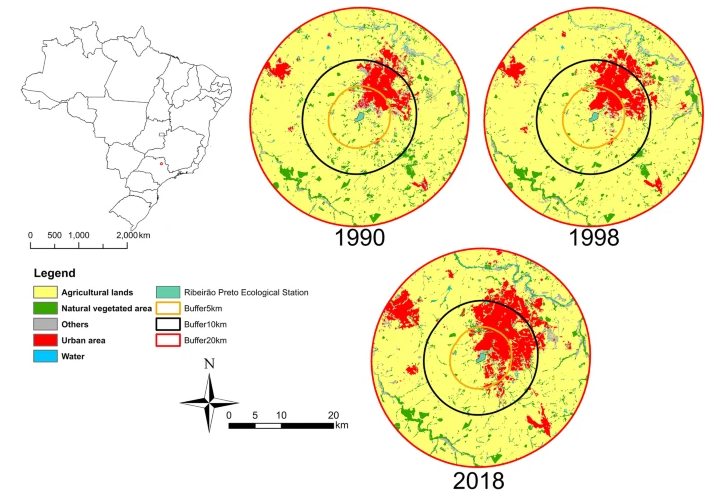 1990
1998
0 500 1,000 2,000 km
Legend
Agricultural lands
Natural vegetated area
Others
Urban area
Water
Ribeirão Preto Ecological Station
Buffer5km
Buffer10km
Buffer20km
N
0 5 10 20
km
2018